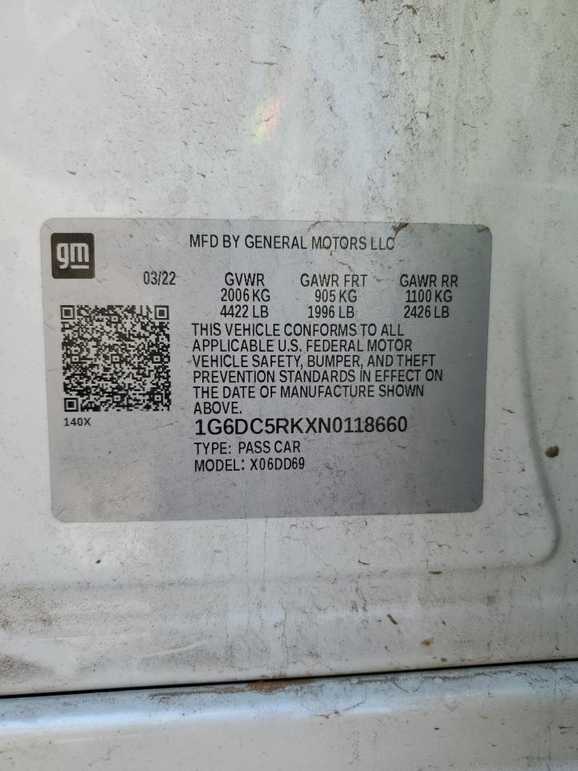 gm
MFD BY GENERAL MOTORS LLC
03/22 GVWR GAWR FRT GAWR RR
2006 KG 905 KG 1100 KG
4422 LB 1996 LB 2426 LB
THIS VEHICLE CONFORMS TO ALL
APPLICABLE U.S. FEDERAL MOTOR
VEHICLE SAFETY, BUMPER, AND THEFT
PREVENTION STANDARDS IN EFFECT ON
THE DATE OF MANUFACTURE SHOWN
ABOVE.
140X
1G6DC5RKXN0118660
TYPE: PASS CAR
MODEL: X06DD69